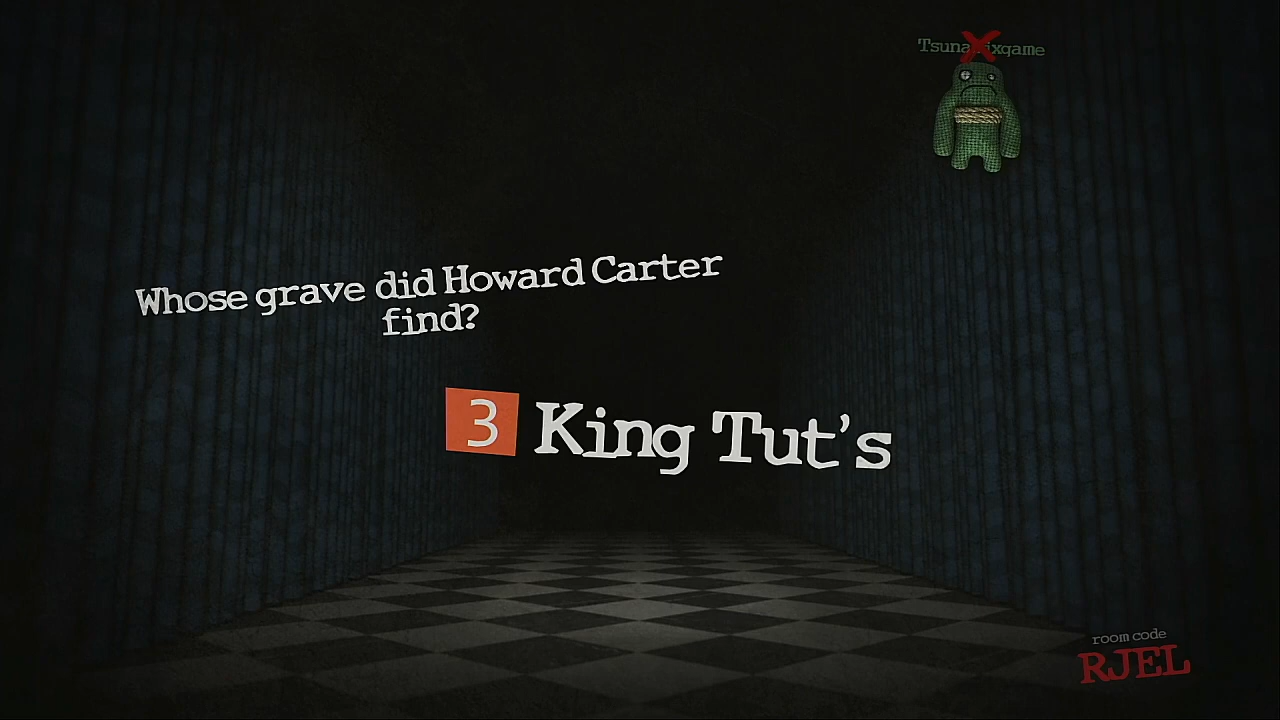 Whose grave did Howard Carter
find?
3 King Tut's
room code
RJEL